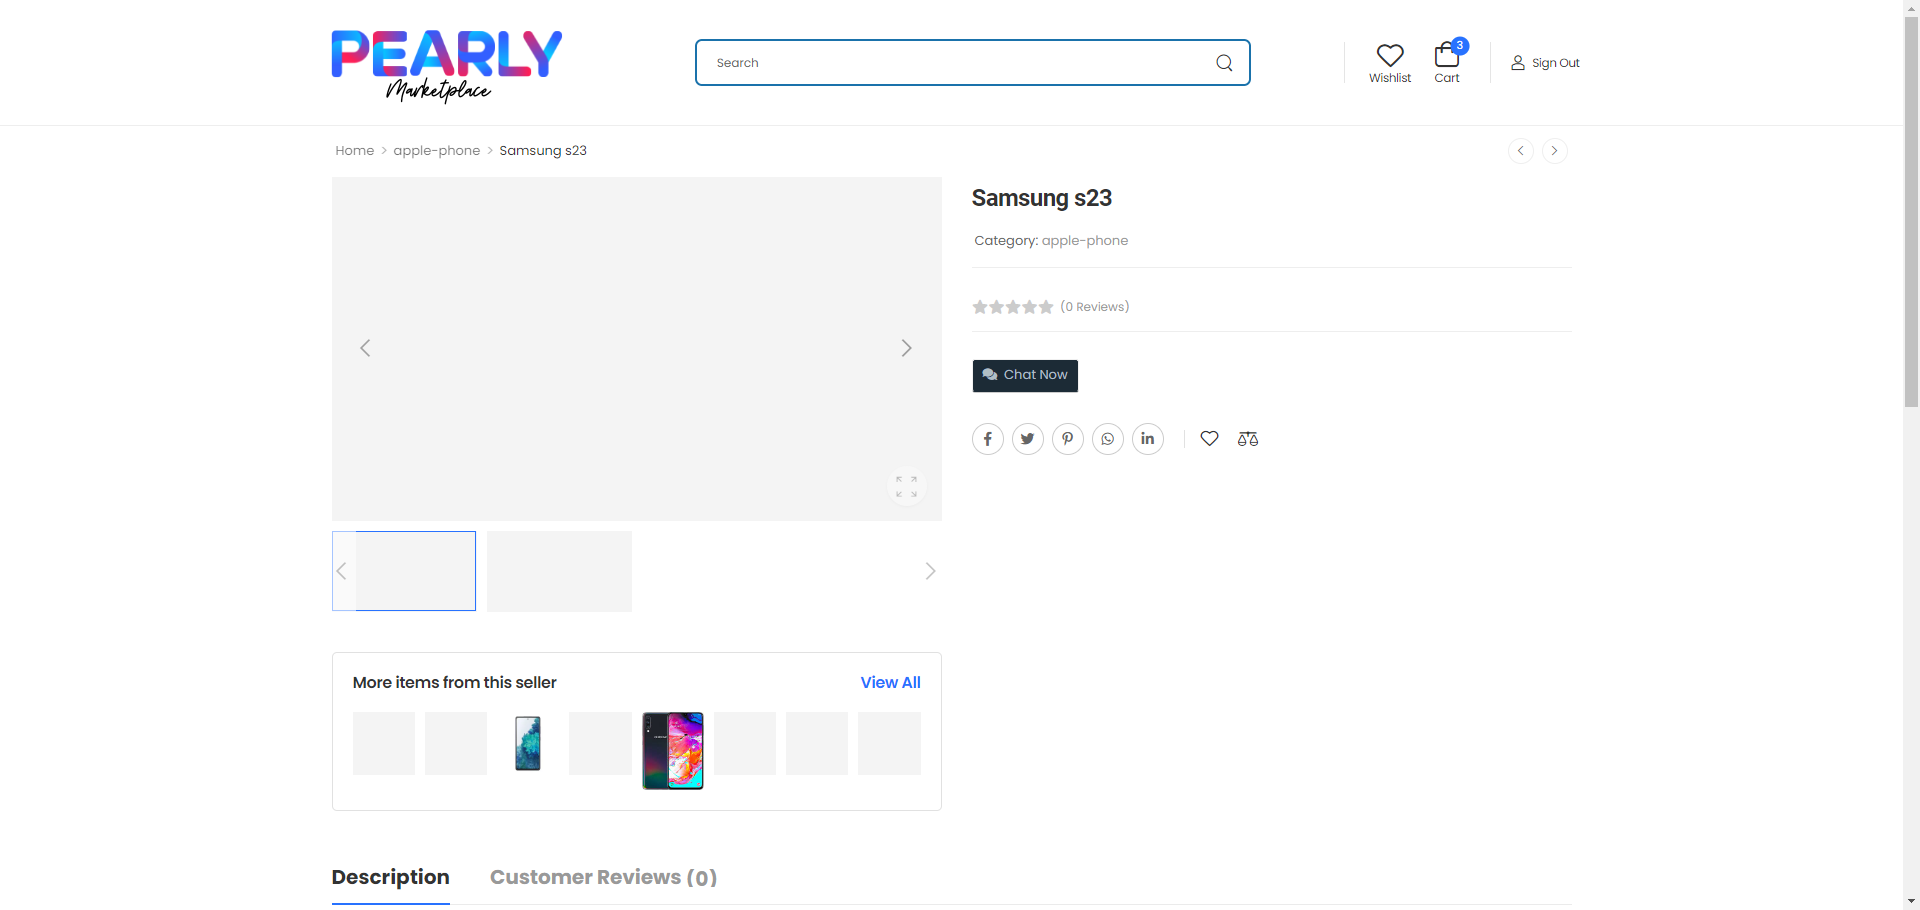 PEARLY
Marketplace
Search
Wishlist
3
Cart
Sign Out
Home > apple-phone > Samsung s23
Samsung s23
Category: apple-phone
(0 Reviews)
Chat Now
More items from this seller
View All
Description
Customer Reviews (0)